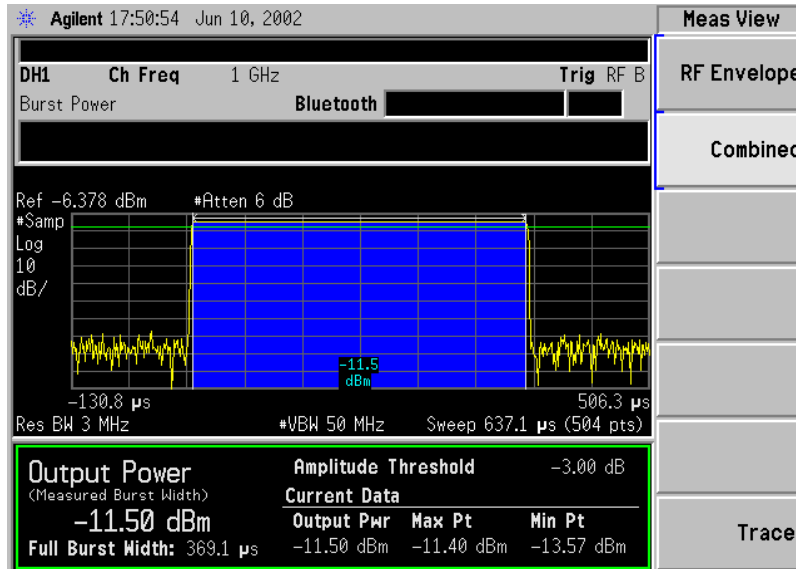 Agilent 17:50:54 Jun 10, 2002
Meas View
DH1 Ch Freq 1 GHz Trig RF B
Burst Power Bluetooth
RF Envelope
Combined
Ref -6.378 dBm #Atten 6 dB
#Samp
Log
10
dB/
-11.5
dBm
-130.8 µs 506.3 µs
Res BW 3 MHz #VBW 50 MHz Sweep 637.1 µs (504 pts)
Output Power
(Measured Burst Width)
-11.50 dBm
Full Burst Width: 369.1 µs
Amplitude Threshold -3.00 dB
Current Data
Output Pwr Max Pt Min Pt
-11.50 dBm -11.40 dBm -13.57 dBm
Trace